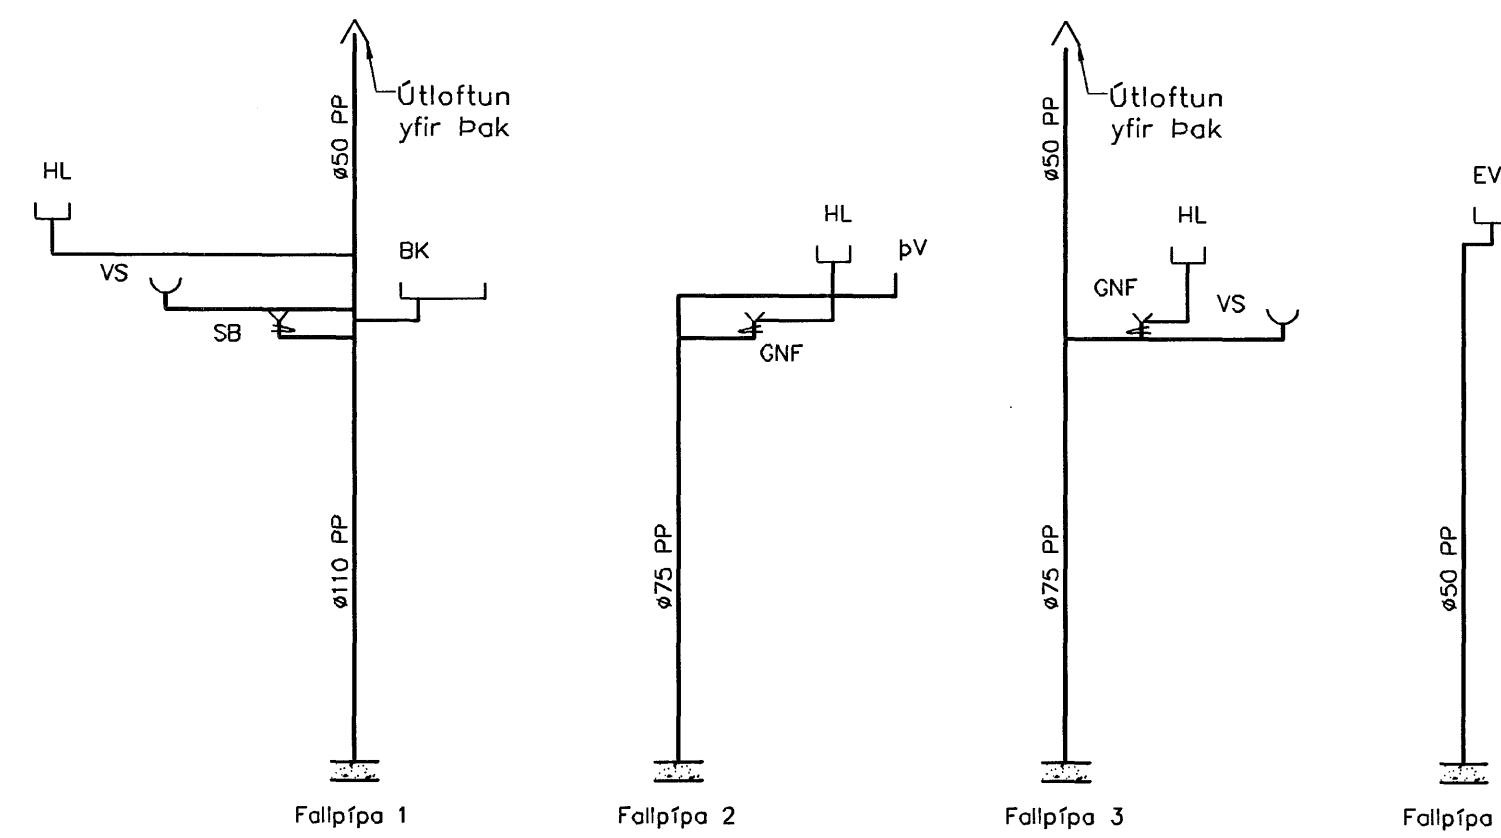 Útloftun
yfir Þak
ø50 PP
HL
VS
SB
BK
ø110 PP
Fallpípa 1
HL
þV
GNF
ø75 PP
Fallpípa 2
Útloftun
yfir Þak
ø50 PP
HL
GNF
VS
ø75 PP
Fallpípa 3
EV
ø50 PP
Fallpípa